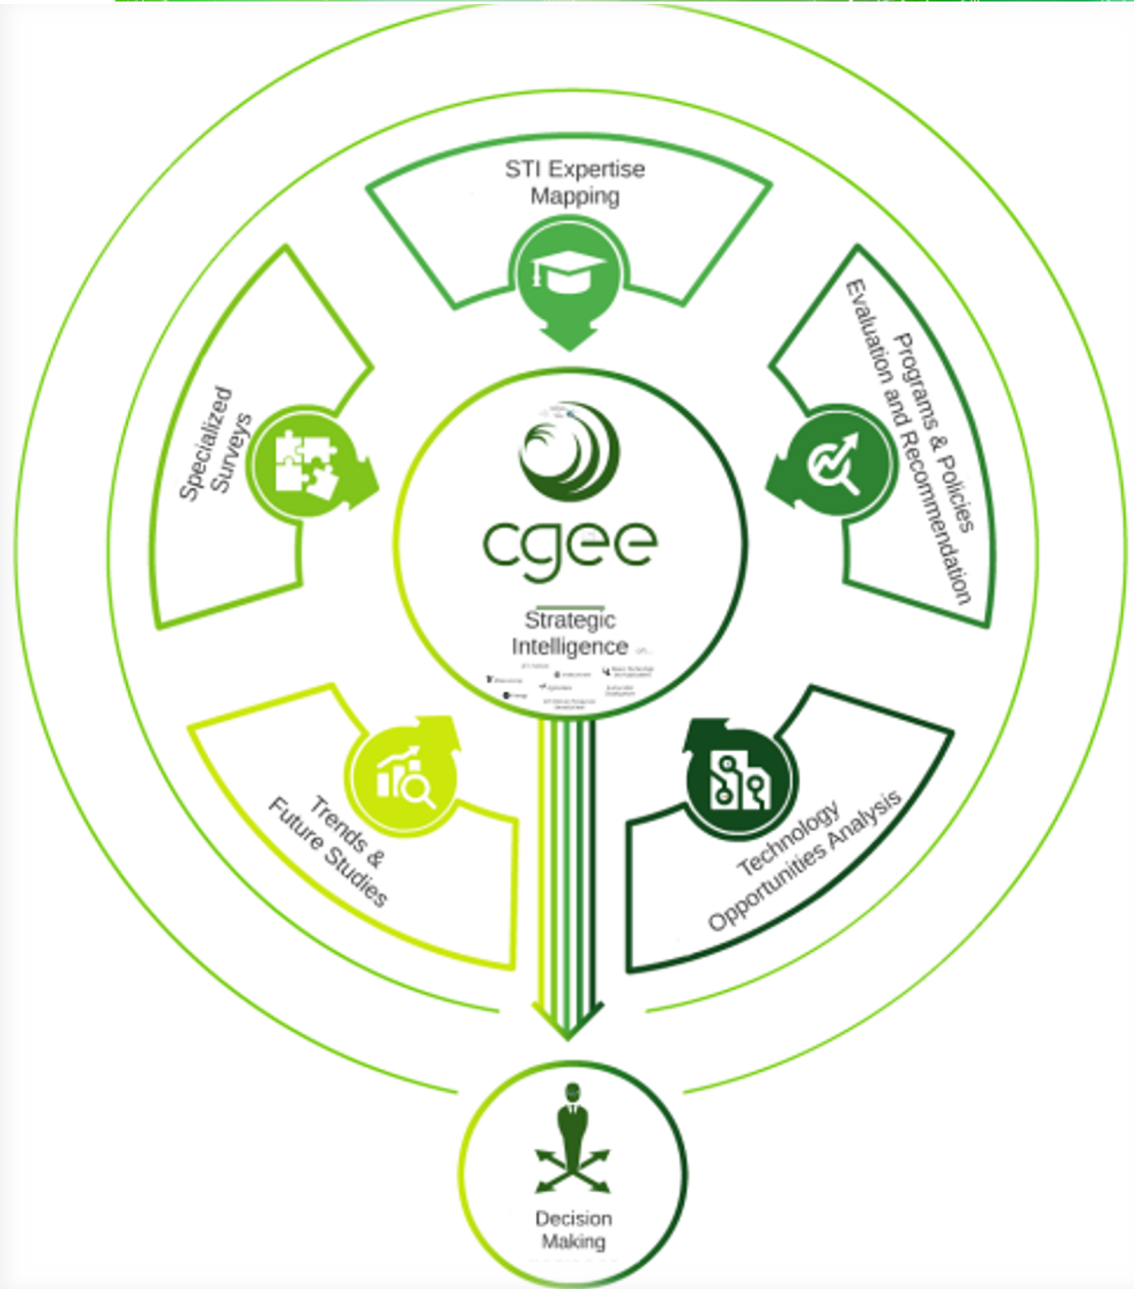 STI Expertise
Mapping
Specialized
Surveys
Programs & Policies
Evaluation and Recommendation
cgee
Strategic
Intelligence
Trends &
Future Studies
Technology
Opportunities Analysis
Decision
Making